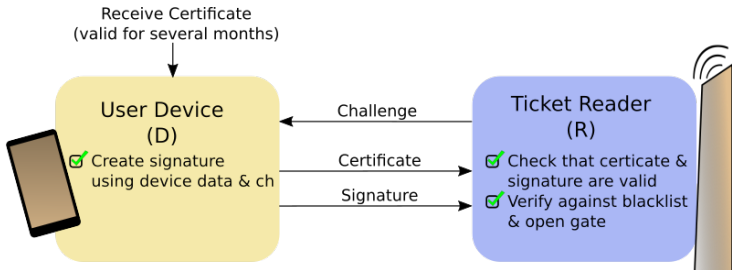 Receive Certificate
(valid for several months)
User Device
(D)
Create signature
using device data & ch
Challenge
Certificate
Signature
Ticket Reader
(R)
Check that certicate &
signature are valid
Verify against blacklist
& open gate